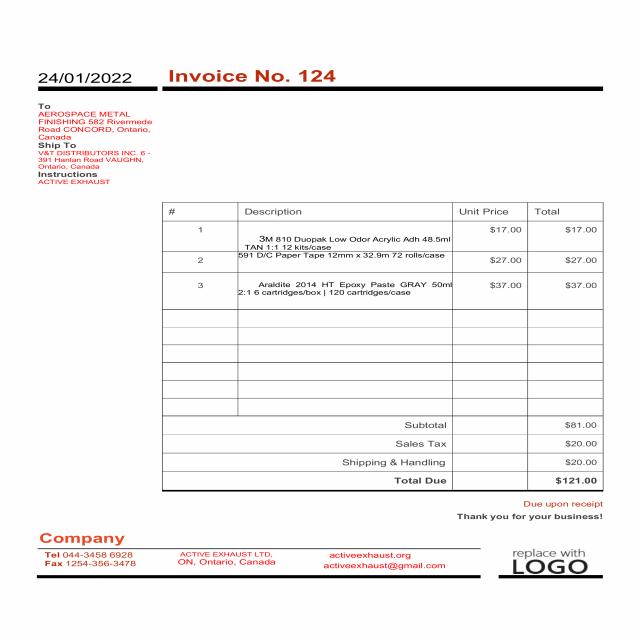 24/01/2022
Invoice No. 124
To
AEROSPACE METAL
FINISHING 582 Rivermede
Road CONCORD, Ontario,
Canada
Ship To
V&T DISTRIBUTORS INC. 6 -
391 Hanlan Road VAUGHN,
Ontario, Canada
Instructions
ACTIVE EXHAUST
# Description Unit Price Total
1 $17.00 $17.00
3M 810 Duopak Low Odor Acrylic Adh 48.5ml
TAN 1:1 12 kits/case
591 D/C Paper Tape 12mm x 32.9m 72 rolls/case
2 $27.00 $27.00
3 Araldite 2014 HT Epoxy Paste GRAY 50ml $37.00 $37.00
2:1 6 cartridges/box | 120 cartridges/case
Subtotal $81.00
Sales Tax $20.00
Shipping & Handling $20.00
Total Due $121.00
Due upon receipt
Thank you for your business!
Company
Tel 044-3458 6928
Fax 1254-356-3478
ACTIVE EXHAUST LTD,
ON, Ontario, Canada
activeexhaust.org
activeexhaust@gmail.com
replace with
LOGO